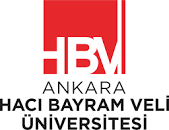 HBV
ANKARA
HACI BAYRAM VELİ
ÜNİVERSİTESİ